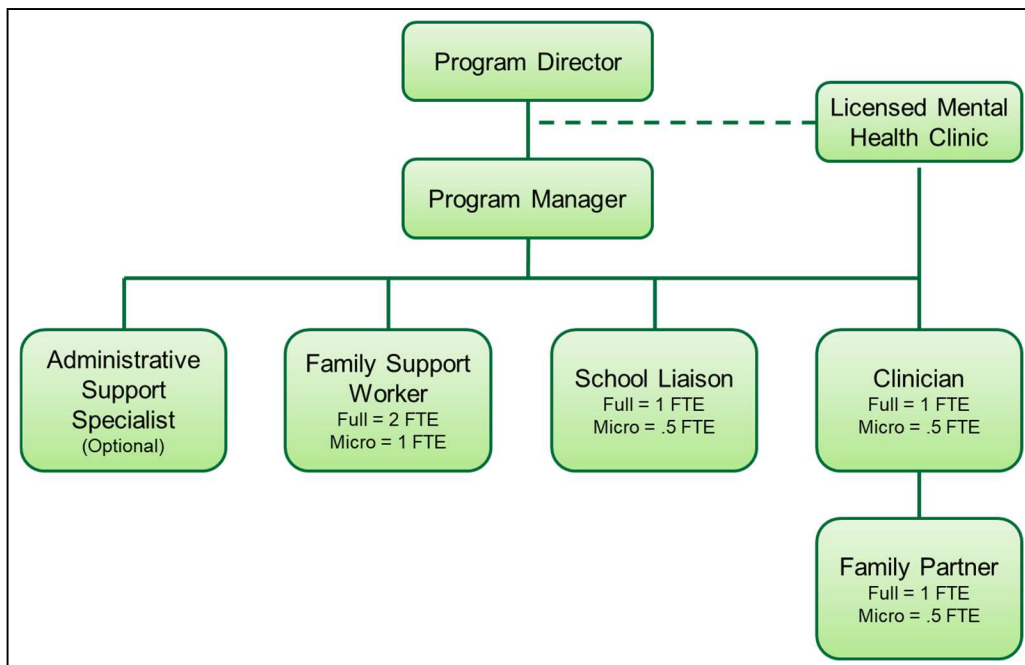 Program Director
Licensed Mental
Health Clinic
Program Manager
Administrative
Support
Specialist
(Optional)
Family Support
Worker
Full = 2 FTE
Micro = 1 FTE
School Liaison
Full = 1 FTE
Micro = .5 FTE
Clinician
Full = 1 FTE
Micro = .5 FTE
Family Partner
Full = 1 FTE
Micro = .5 FTE